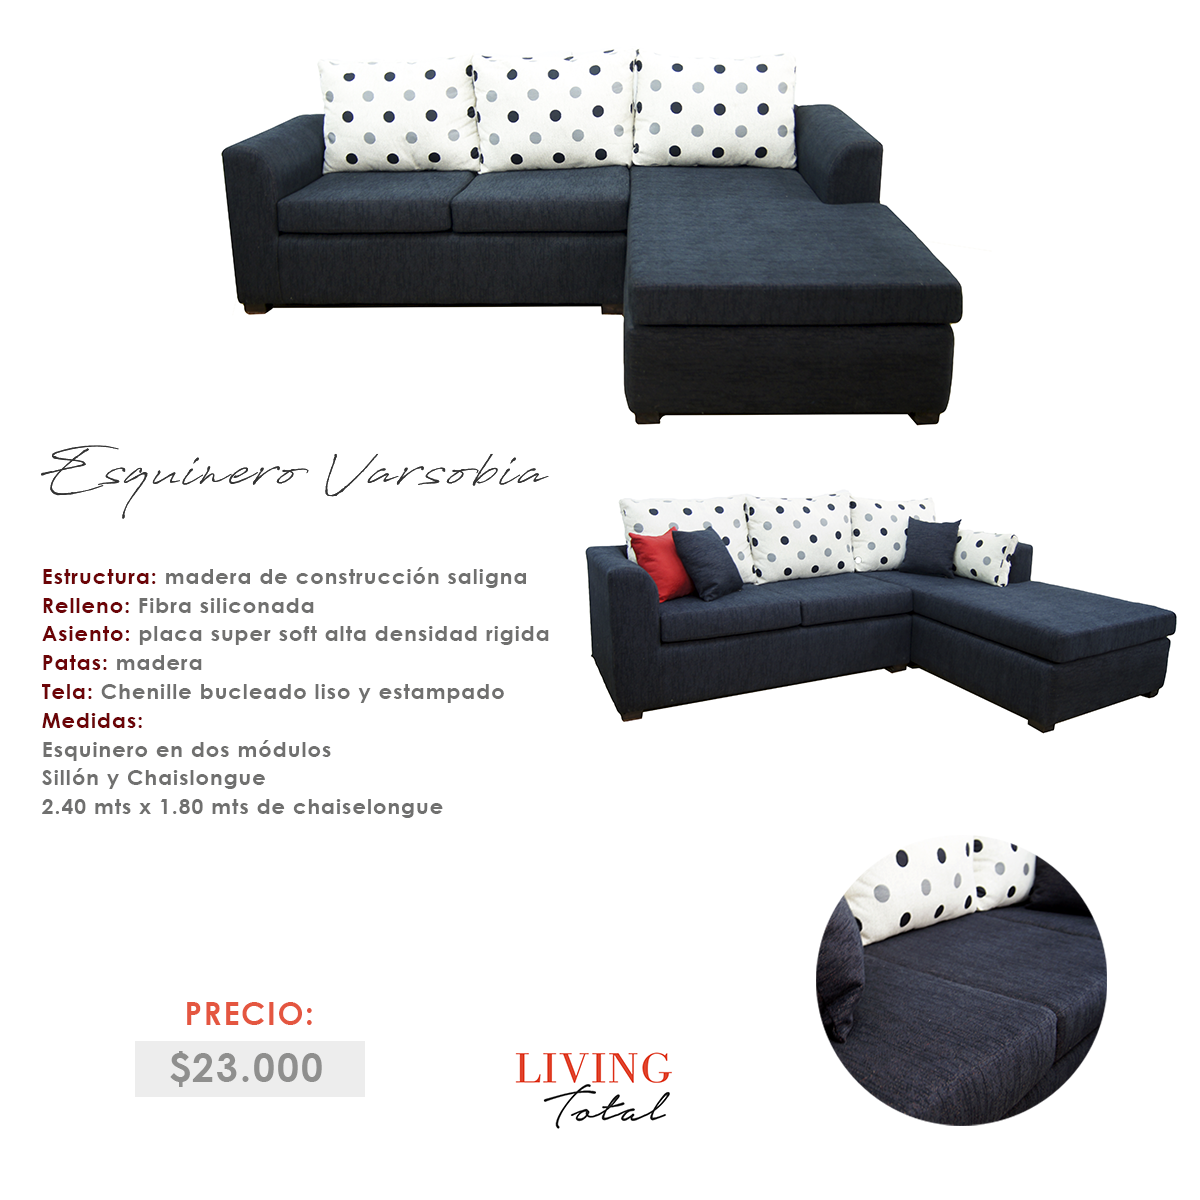 Esquinero Varsobia
Estructura: madera de construcción saligna
Relleno: Fibra siliconada
Asiento: placa super soft alta densidad rigida
Patas: madera
Tela: Chenille bucleado liso y estampado
Medidas:
Esquinero en dos módulos
Sillón y Chaislongue
2.40 mts x 1.80 mts de chaiselongue
PRECIO:
$23.000
LIVING
Total